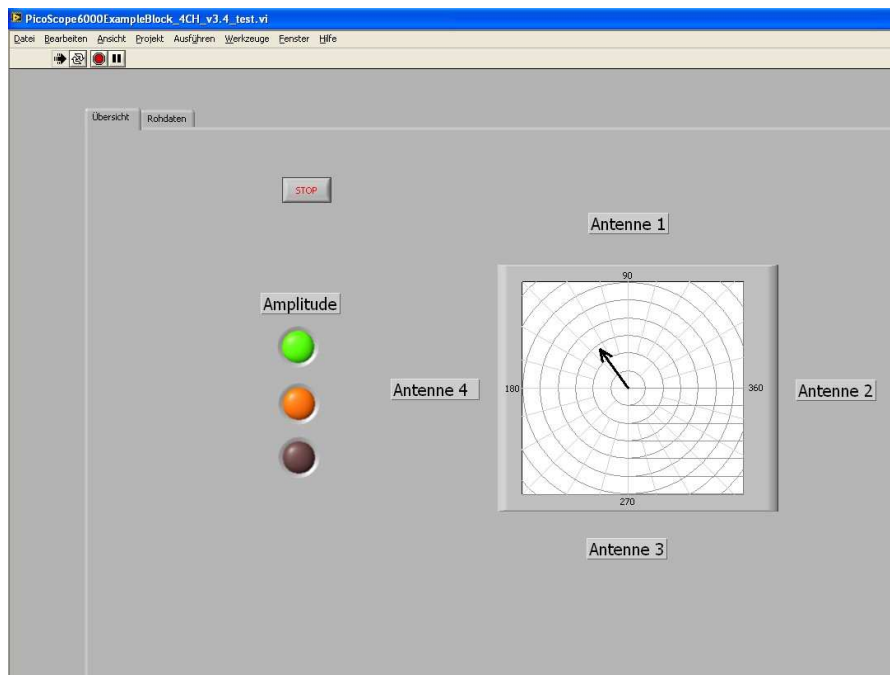 PicoScope6000ExampleBlock_4CH_v3.4_test.vi
Datei Bearbeiten Ansicht Projekt Ausführen Werkzeuge Fenster Hilfe
Übersicht Rohdaten
STOP
Antenne 1
90
Amplitude
Antenne 4
180
360
Antenne 2
270
Antenne 3